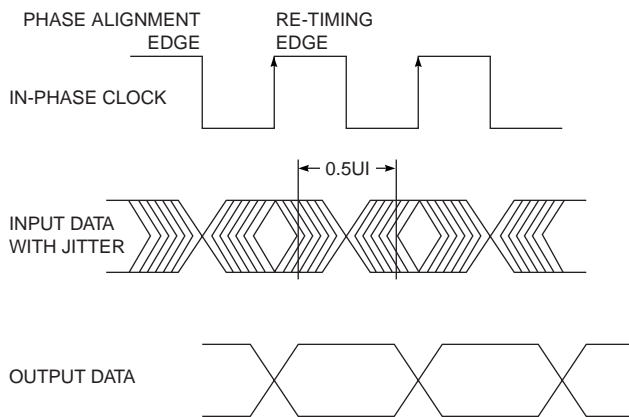 PHASE ALIGNMENT
EDGE
RE-TIMING
EDGE
IN-PHASE CLOCK
0.5UI
INPUT DATA
WITH JITTER
OUTPUT DATA